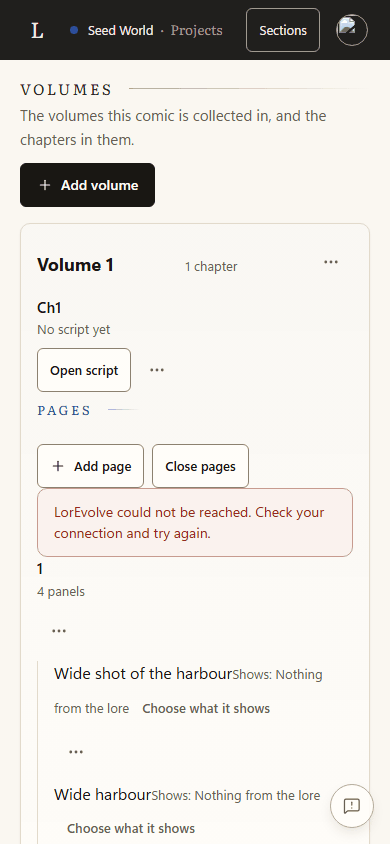 L Seed World · Projects Sections
VOLUMES
The volumes this comic is collected in, and the
chapters in them.
+ Add volume
Volume 1 1 chapter ...
Ch1
No script yet
Open script ...
PAGES
+ Add page Close pages
LorEvolve could not be reached. Check your
connection and try again.
1
4 panels
...
Wide shot of the harbourShows: Nothing
from the lore Choose what it shows
...
Wide harbourShows: Nothing from the lore
Choose what it shows